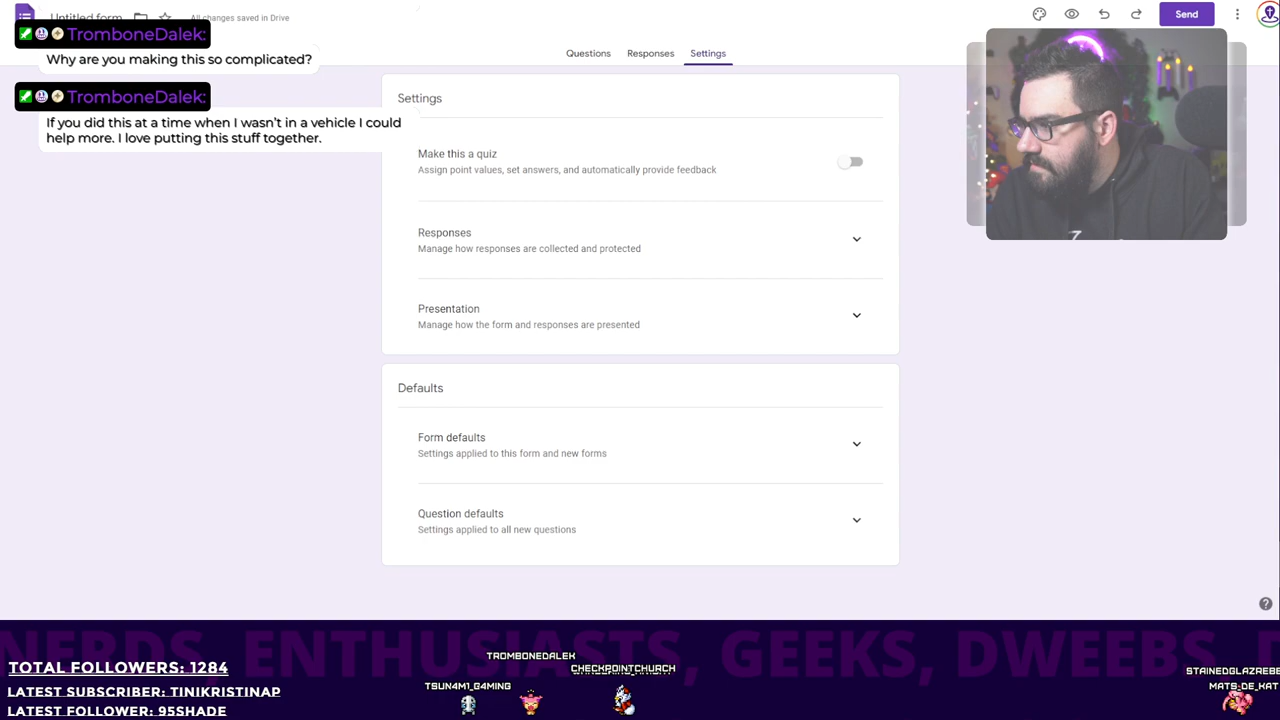 Untitled form
All changes saved in Drive
Send
TromboneDalek:
Why are you making this so complicated?
TromboneDalek:
If you did this at a time when I wasn't in a vehicle I could
help more. I love putting this stuff together.
Questions Responses Settings
Settings
Make this a quiz
Assign point values, set answers, and automatically provide feedback
Responses
Manage how responses are collected and protected
Presentation
Manage how the form and responses are presented
Defaults
Form defaults
Settings applied to this form and new forms
Question defaults
Settings applied to all new questions
NERDS, ENTHUSIASTS, GEEKS, DWEEBS,
TOTAL FOLLOWERS: 1284
LATEST SUBSCRIBER: TINIKRISTINAP
LATEST FOLLOWER: 95SHADE
TROMBONEDALEK
CHECKPOINTCHURCH
TSUN4M1_G4MING
STAINEDGLAZREBE
MATS-DE_KAT